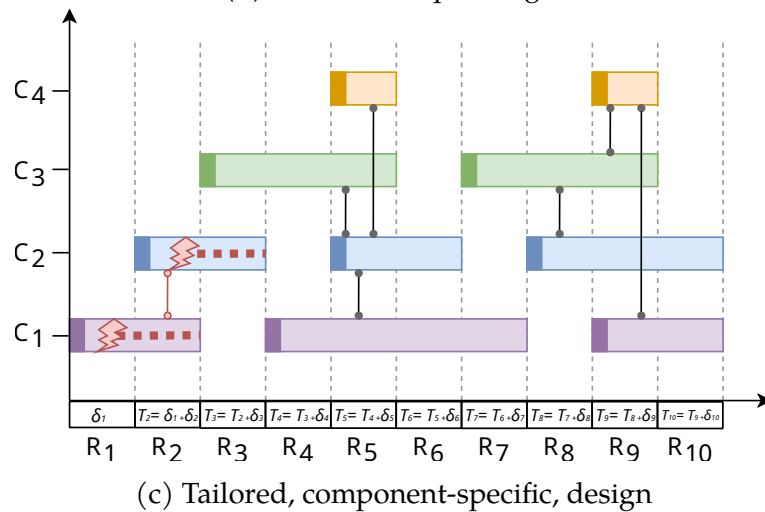 C4
C3
C2
C1
δ1 T2= δ1+δ2 T3= T2+δ3 T4= T3+δ4 T5= T4+δ5 T6= T5+δ6 T7= T6+δ7 T8= T7+δ8 T9= T8+δ9 T10= T9+δ10
R1 R2 R3 R4 R5 R6 R7 R8 R9 R10
(c) Tailored, component-specific, design